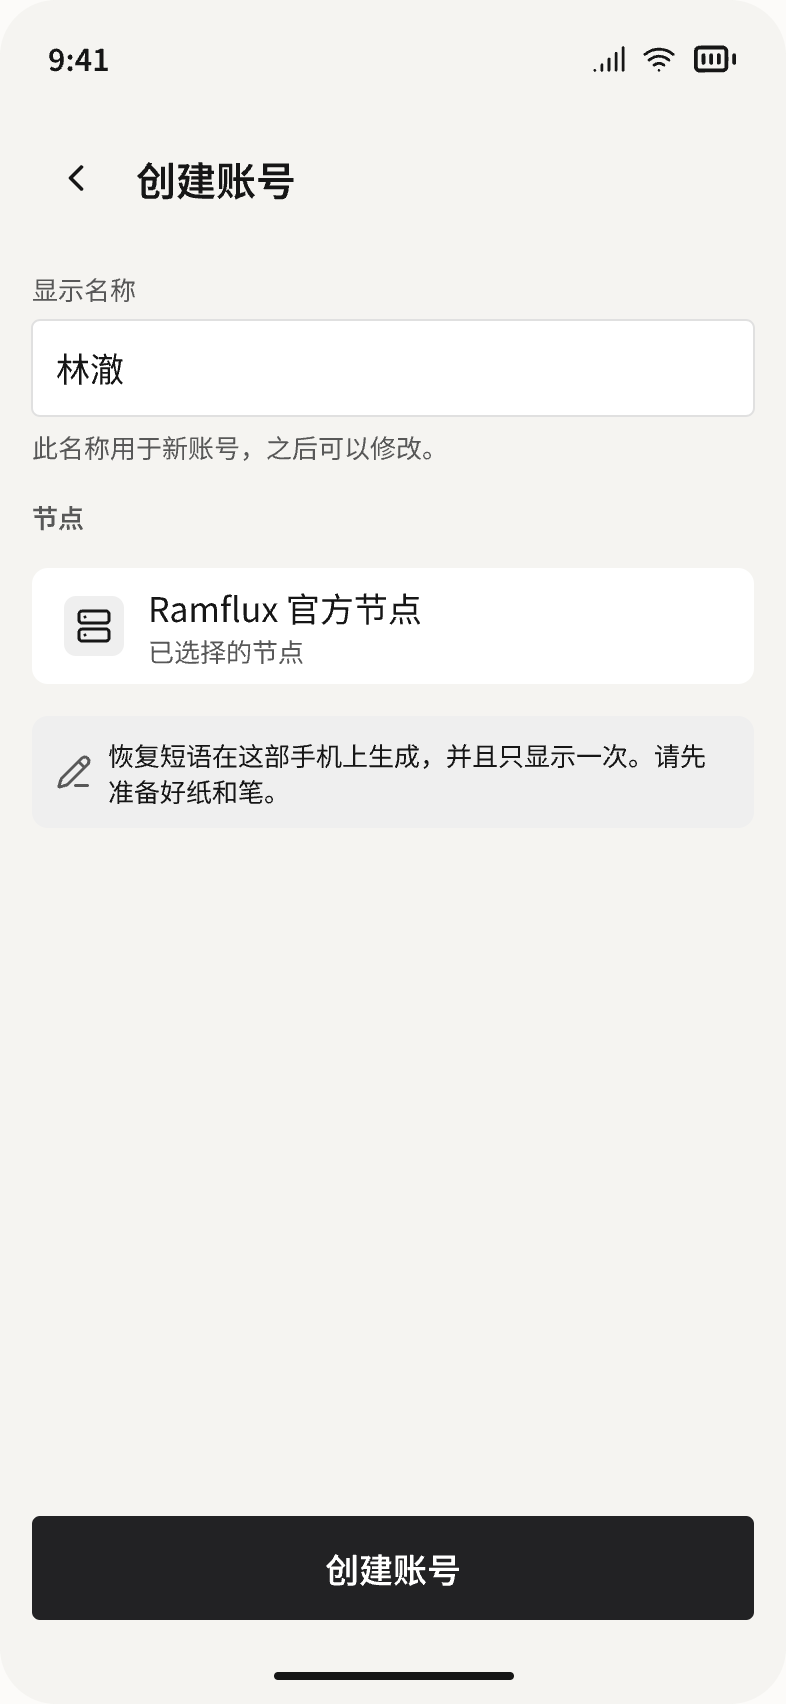 9:41
创建账号
显示名称
林澈
此名称用于新账号，之后可以修改。
节点
Ramflux 官方节点
已选择的节点
恢复短语在这部手机上生成，并且只显示一次。请先
准备好纸和笔。
创建账号